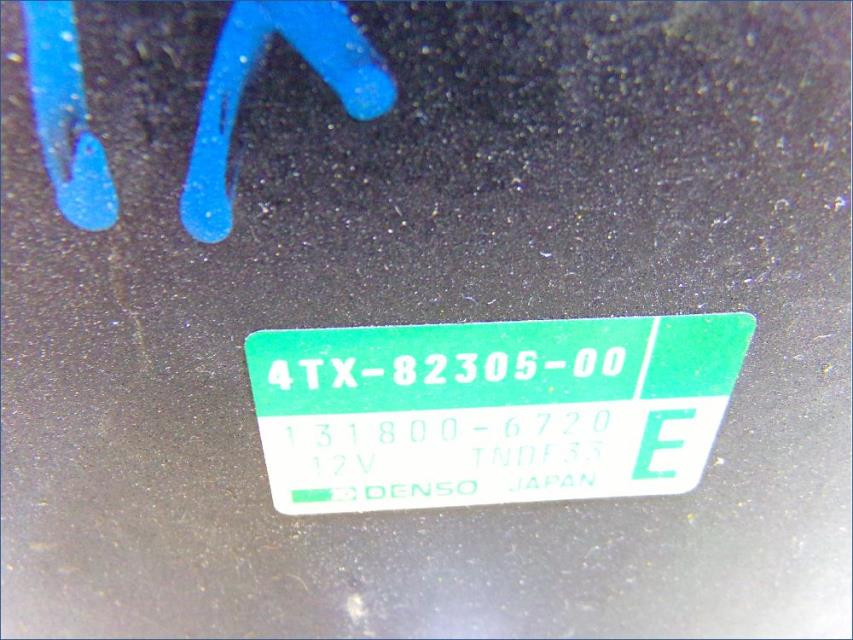 4TX-82305-00
131800-6720
12V TNDF33
E
DENSO JAPAN